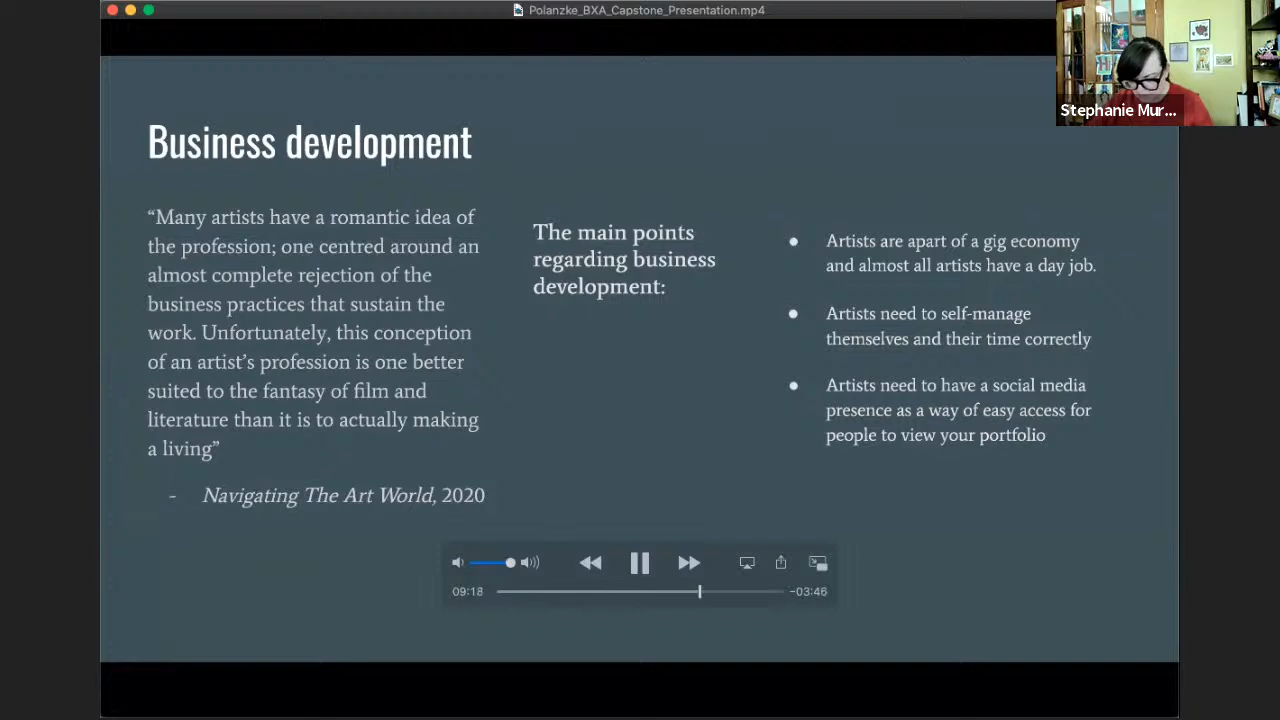 Polanzke_BXA_Capstone_Presentation.mp4
Stephanie Mur...
Business development
“Many artists have a romantic idea of
the profession; one centred around an
almost complete rejection of the
business practices that sustain the
work. Unfortunately, this conception
of an artist’s profession is one better
suited to the fantasy of film and
literature than it is to actually making
a living”
- Navigating The Art World, 2020
The main points
regarding business
development:
● Artists are apart of a gig economy
and almost all artists have a day job.
● Artists need to self-manage
themselves and their time correctly
● Artists need to have a social media
presence as a way of easy access for
people to view your portfolio
09:18
-03:46